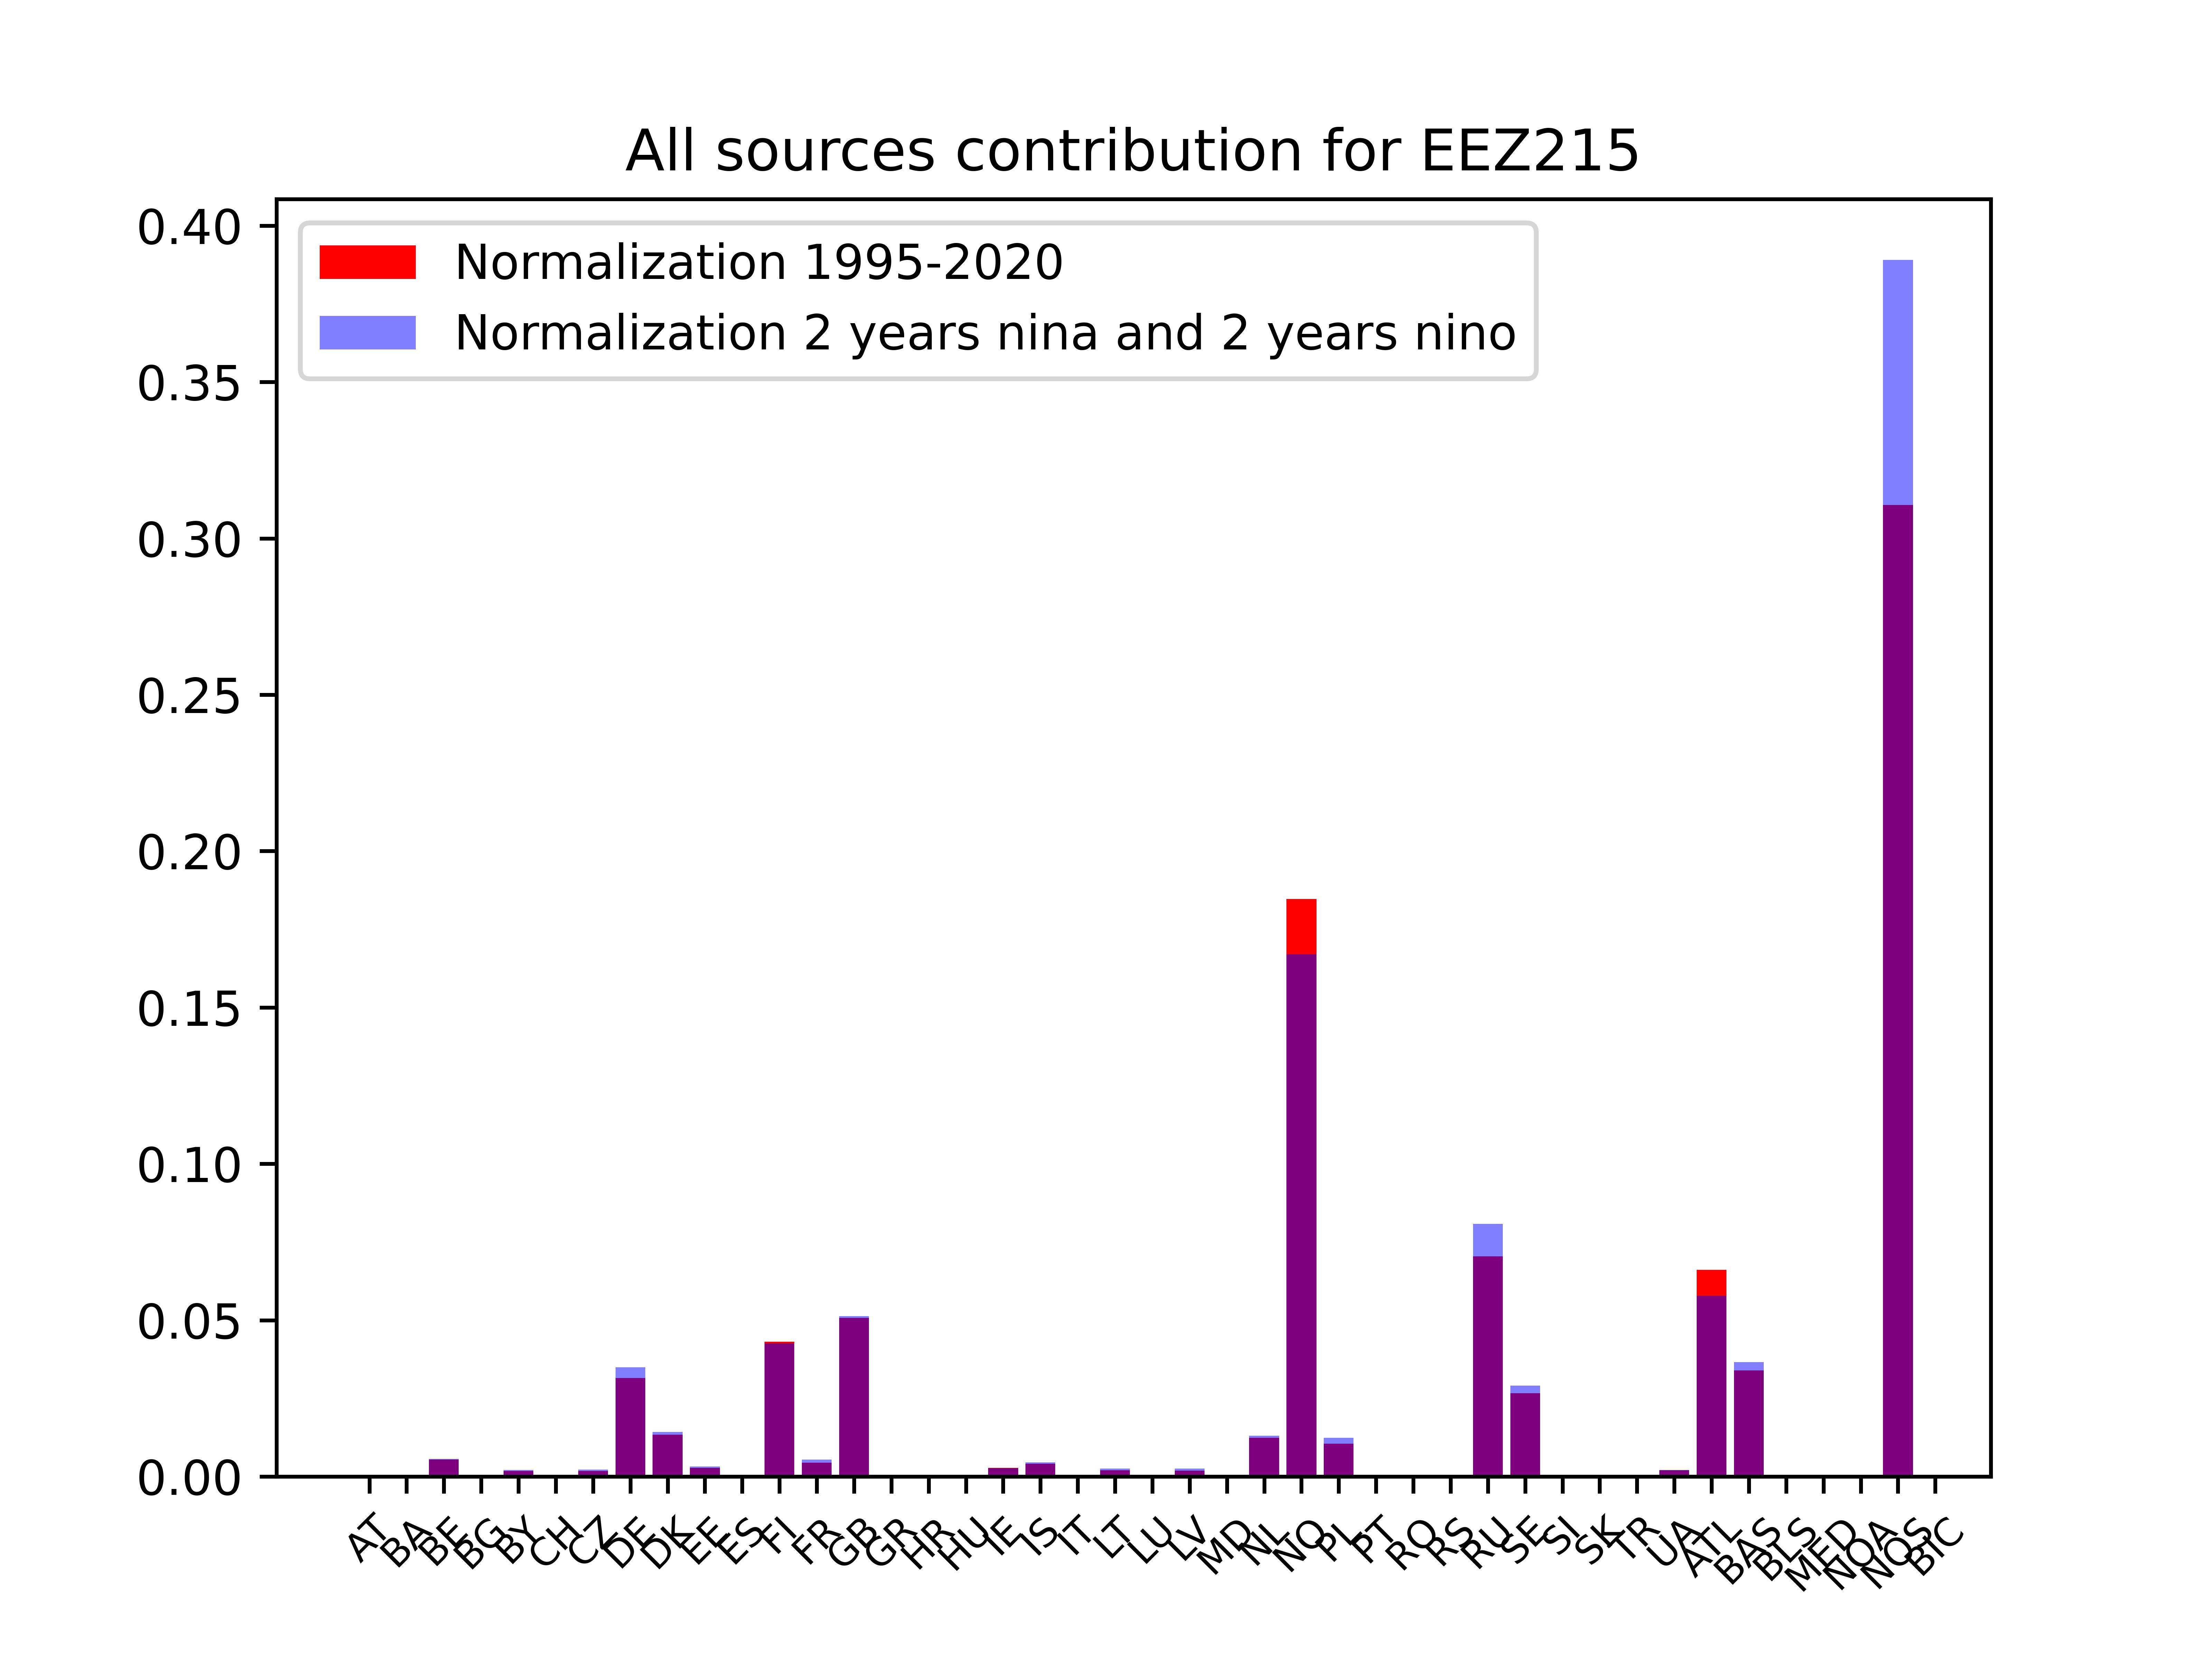 All sources contribution for EEZ215
0.40
0.35
0.30
0.25
0.20
0.15
0.10
0.05
0.00
Normalization 1995-2020
Normalization 2 years nina and 2 years nino
AT BA BE BG BY CH CZ DE DK EE ES FI FR GB GR HR HU IE IS IT LT LU LV MD NL NO PL PT RO RS RU SE SI SK TR UA ATL BAS BLS MED NOA NOS BIC